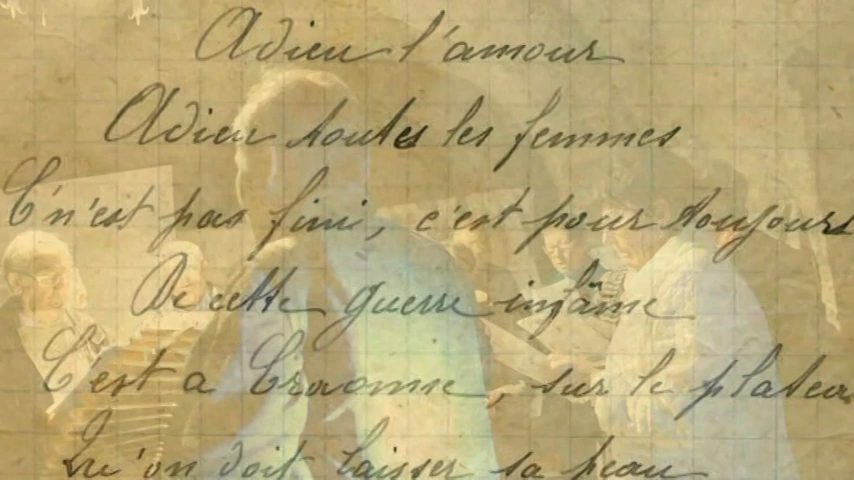 Adieu l'amour
Adieu toutes les femmes
C'n'est pas fini, c'est pour toujours
De cette guerre infâme
C'est a Craonne, sur le plateau
Qu'on doit laisser sa peau